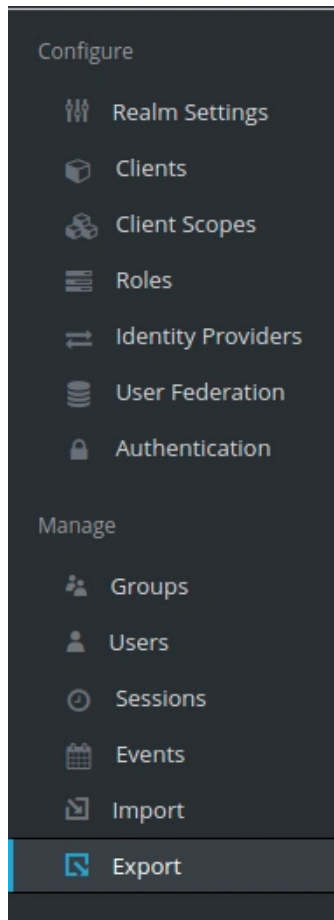 Configure
Realm Settings
Clients
Client Scopes
Roles
Identity Providers
User Federation
Authentication
Manage
Groups
Users
Sessions
Events
Import
Export